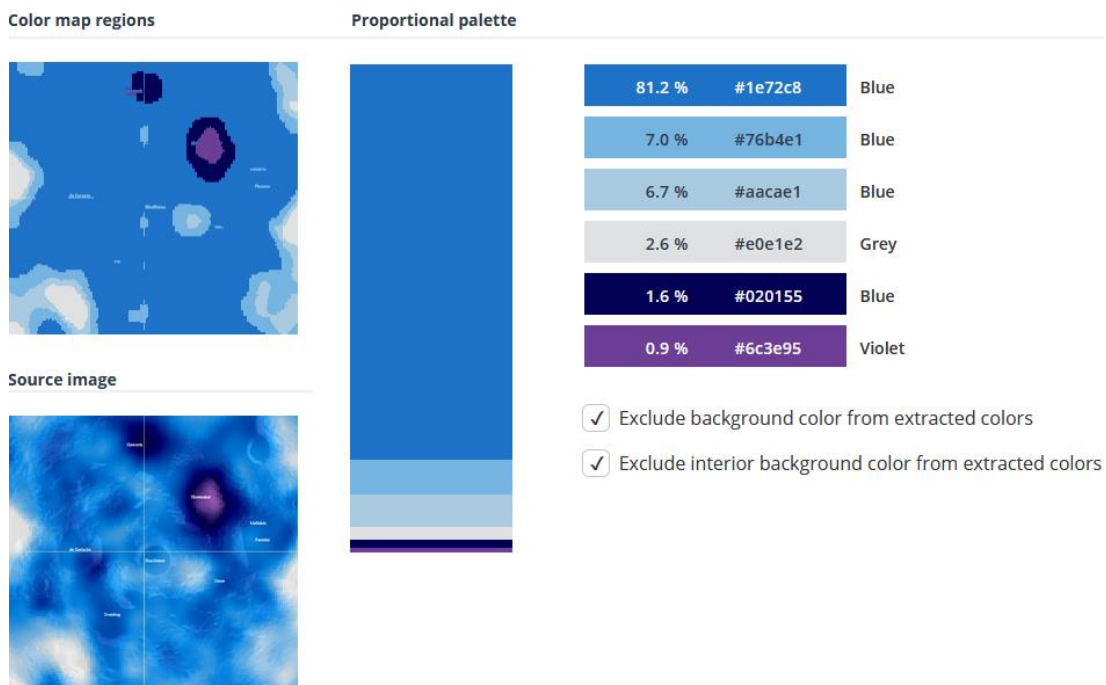 Color map regions
Proportional palette
81.2 % #1e72c8 Blue
7.0 % #76b4e1 Blue
6.7 % #aacae1 Blue
2.6 % #e0e1e2 Grey
1.6 % #020155 Blue
0.9 % #6c3e95 Violet
Source image
Exclude background color from extracted colors
Exclude interior background color from extracted colors